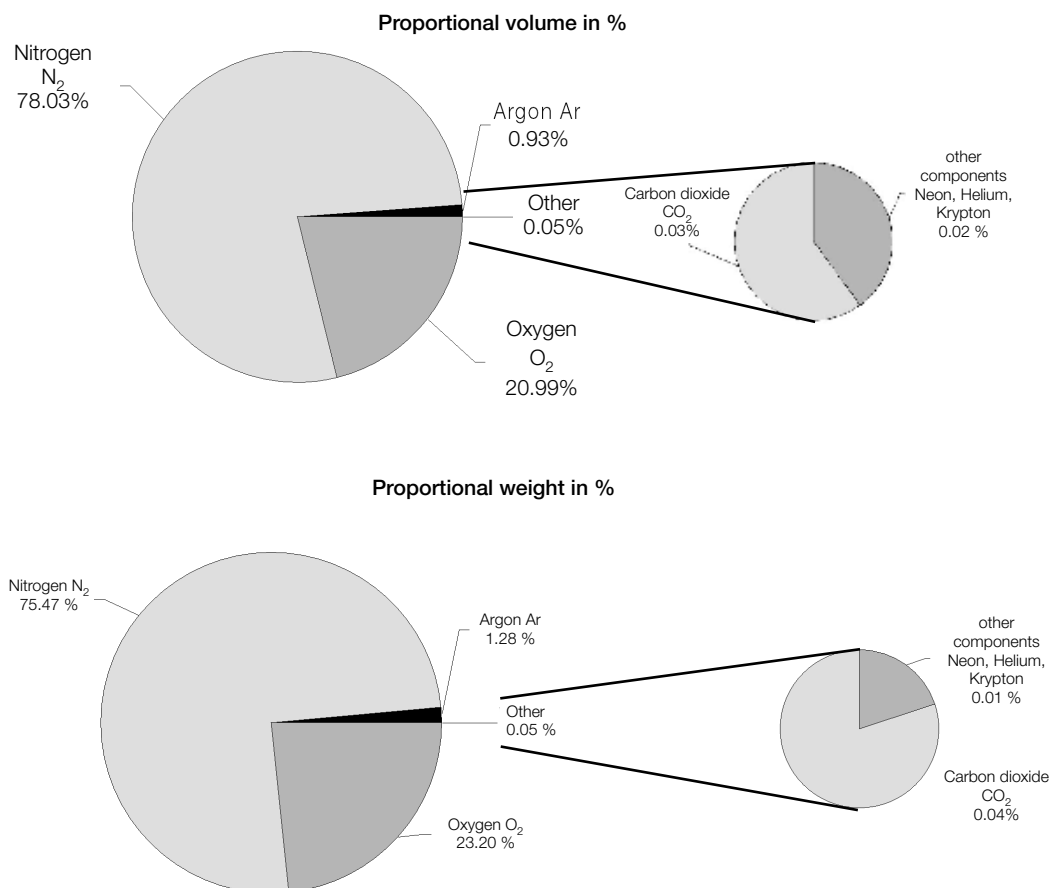 Proportional volume in %
Nitrogen
N₂
78.03%
Argon Ar
0.93%
Other
0.05%
Oxygen
O₂
20.99%
Carbon dioxide
CO₂
0.03%
other
components
Neon, Helium,
Krypton
0.02 %
Proportional weight in %
Nitrogen N₂
75.47 %
Argon Ar
1.28 %
Other
0.05 %
Oxygen O₂
23.20 %
other
components
Neon, Helium,
Krypton
0.01 %
Carbon dioxide
CO₂
0.04%